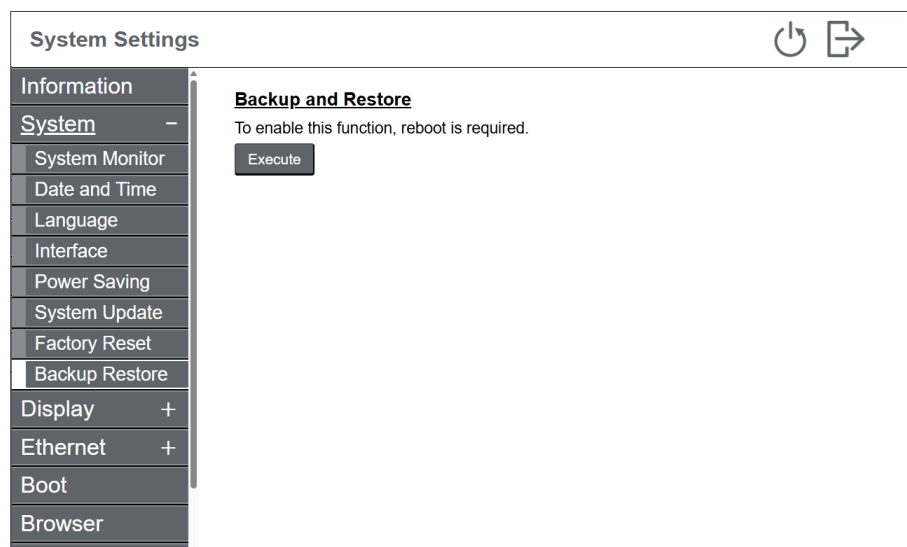 System Settings
Information
System −
System Monitor
Date and Time
Language
Interface
Power Saving
System Update
Factory Reset
Backup Restore
Display +
Ethernet +
Boot
Browser
Backup and Restore
To enable this function, reboot is required.
Execute